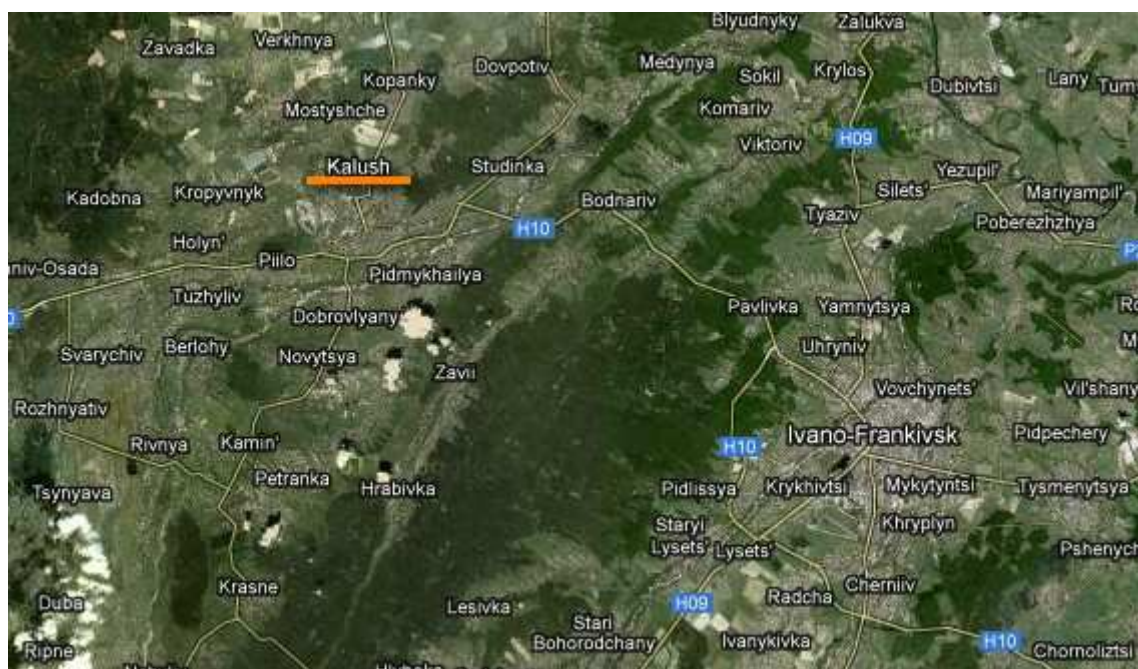 Blyudnyky
Zalukva
Zavadka
Verkhnya
Kopanky
Dovpotiv
Medynya
Sokil
Krylos
Dubivtsi
Lany
Mostyshche
Komariv
Viktoriv
H09
Kalush
Studinka
Yezupil'
Kadobna
Kropyvnyk
Bodnariv
Silets'
Mariyampil'
Tyaziv
Poberezhzhya
H10
Holyn'
Piilo
Pidmykhailya
niv-Osada
Tuzhyliv
Dobrovlyany
Pavlivka
Yamnytsya
Svarychiv
Berlohy
Novytsya
Zavii
Uhryniv
Vovchynets'
Vil'shany
Rozhnyativ
Rivnya
Kamin'
H10
Ivano-Frankivsk
Pidpechery
Petranka
Hrabivka
Pidlissya
Krykhivtsi
Mykytyntsi
Tysmenytsya
Tsynyava
Staryi
Lysets'
Lysets'
Khryplyn
Pshenych
Krasne
Cherniiv
Duba
Lesivka
H09
Radcha
Ripne
Stari
Bohorodchany
Ivanykivka
H10
Chornoliztsi